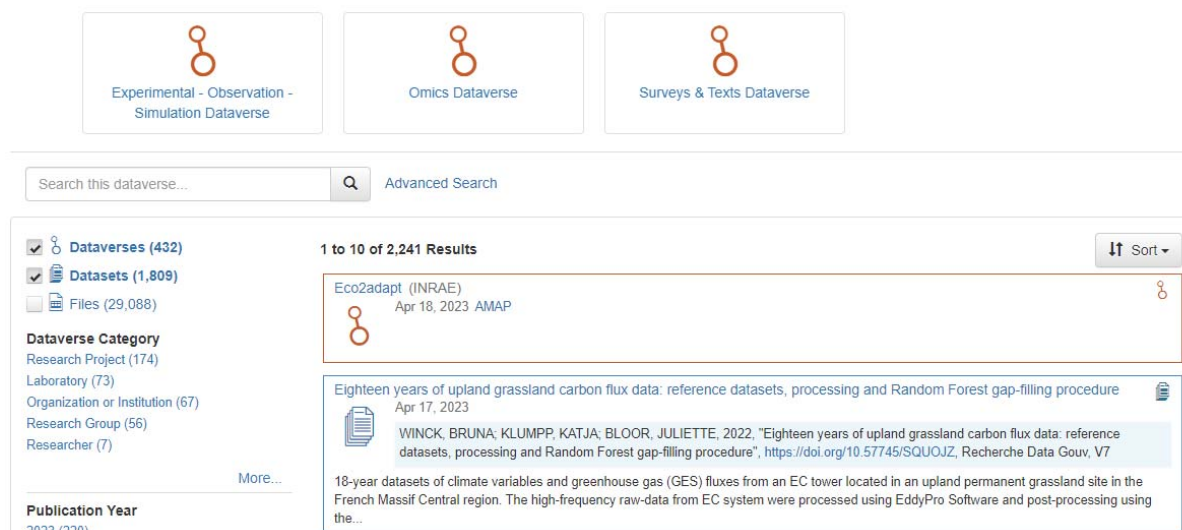 Experimental - Observation -
Simulation Dataverse
Omics Dataverse
Surveys & Texts Dataverse
Search this dataverse...
Advanced Search
Dataverses (432)
Datasets (1,809)
Files (29,088)
Dataverse Category
Research Project (174)
Laboratory (73)
Organization or Institution (67)
Research Group (56)
Researcher (7)
More...
Publication Year
1 to 10 of 2,241 Results
Sort
Eco2adapt (INRAE)
Apr 18, 2023 AMAP
Eighteen years of upland grassland carbon flux data: reference datasets, processing and Random Forest gap-filling procedure
Apr 17, 2023
WINCK, BRUNA; KLUMPP, KATJA; BLOOR, JULIETTE, 2022, "Eighteen years of upland grassland carbon flux data: reference
datasets, processing and Random Forest gap-filling procedure", https://doi.org/10.57745/SQUOJZ, Recherche Data Gouv, V7
18-year datasets of climate variables and greenhouse gas (GES) fluxes from an EC tower located in an upland permanent grassland site in the
French Massif Central region. The high-frequency raw-data from EC system were processed using EddyPro Software and post-processing using
the...